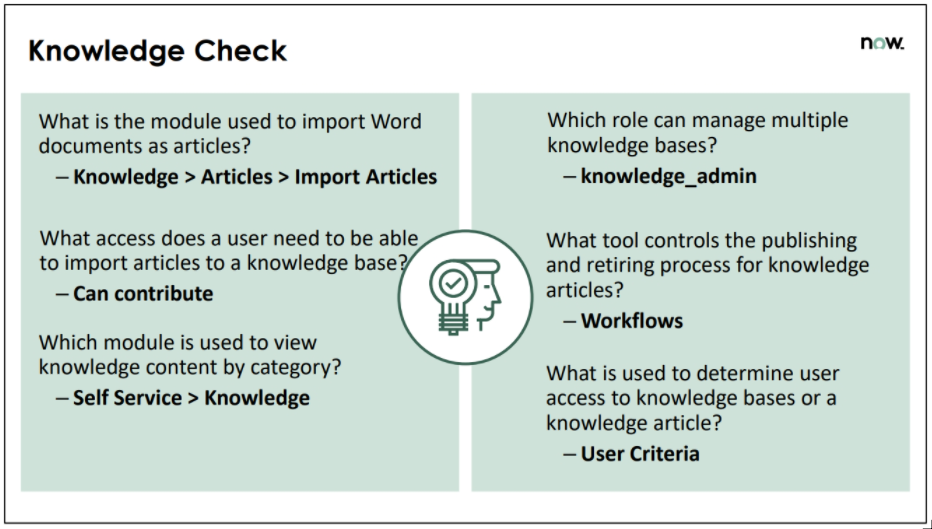 Knowledge Check
now.
What is the module used to import Word
documents as articles?
– Knowledge > Articles > Import Articles
What access does a user need to be able
to import articles to a knowledge base?
– Can contribute
Which module is used to view
knowledge content by category?
– Self Service > Knowledge
Which role can manage multiple
knowledge bases?
– knowledge_admin
What tool controls the publishing
and retiring process for knowledge
articles?
– Workflows
What is used to determine user
access to knowledge bases or a
knowledge article?
– User Criteria